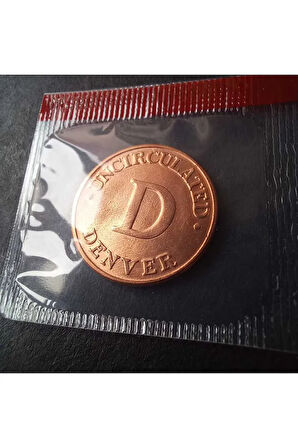 UNCIRCULATED •
D
DENVER